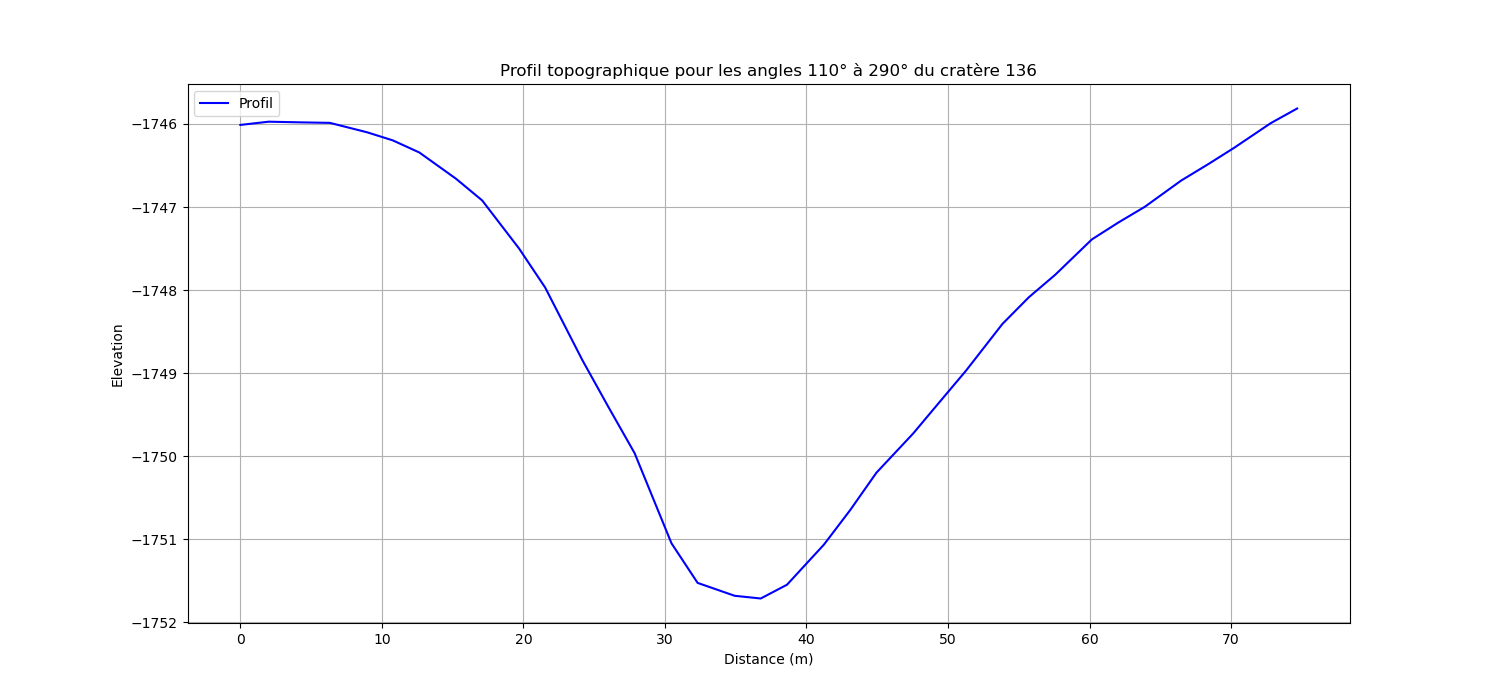 Profil topographique pour les angles 110° à 290° du cratère 136
Profil
−1746
−1747
−1748
−1749
−1750
−1751
−1752
Elevation
0 10 20 30 40 50 60 70
Distance (m)